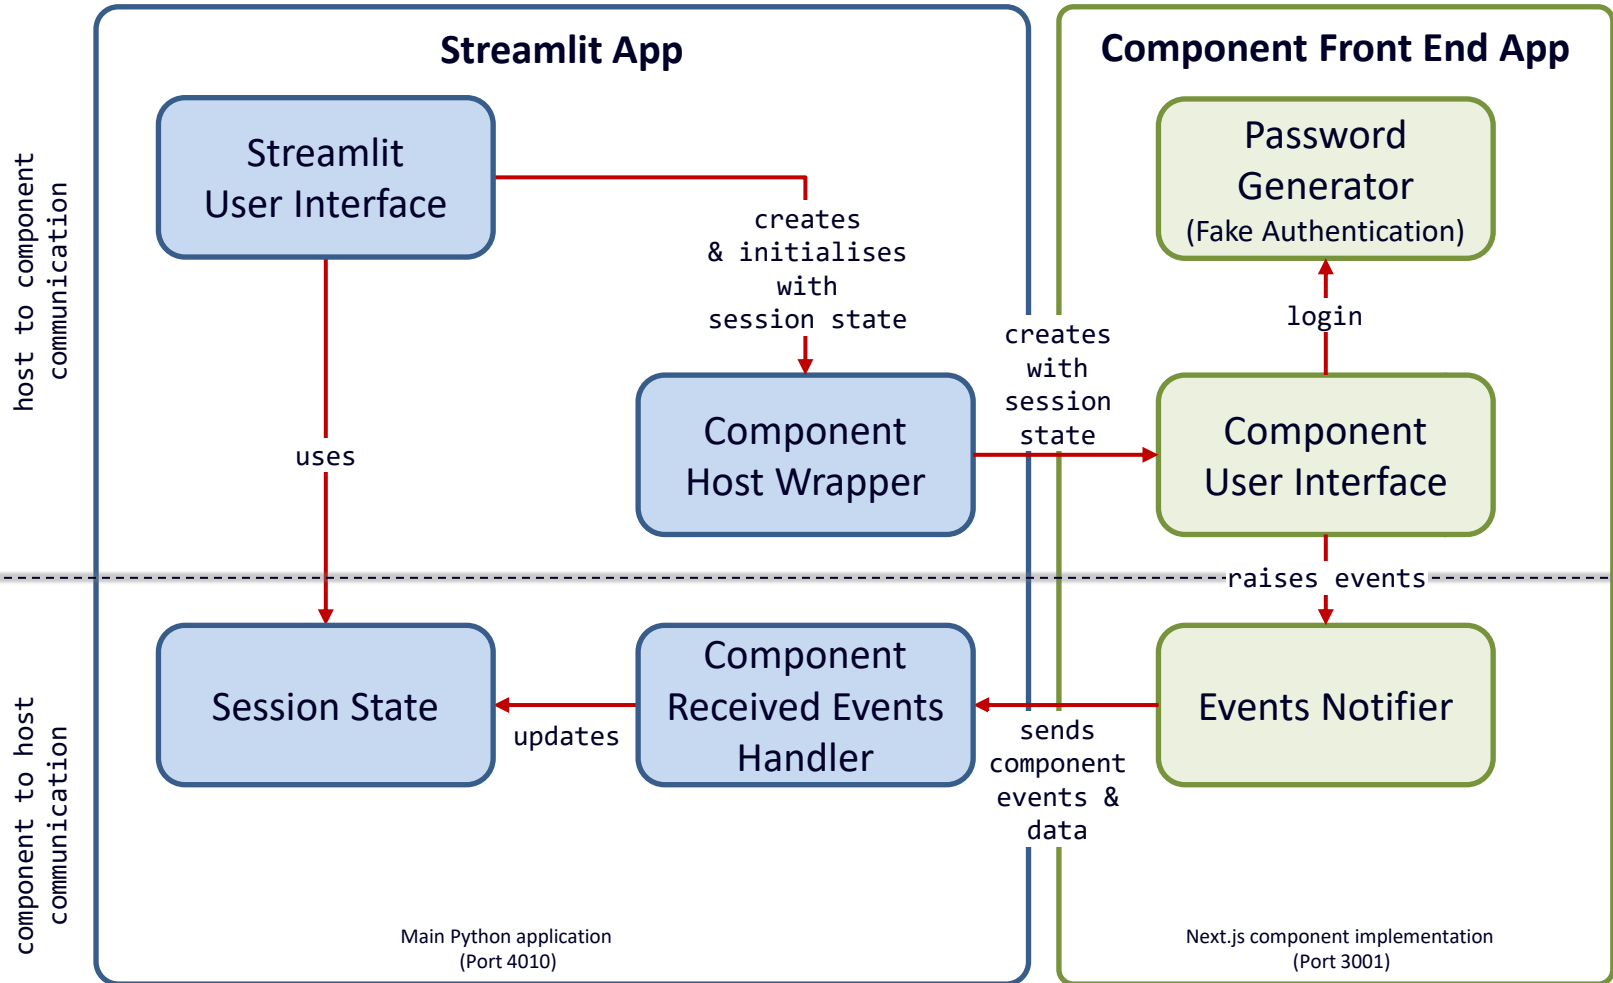 Streamlit App
Component Front End App
host to component
communication
Streamlit
User Interface
creates
& initialises
with
session state
Password
Generator
(Fake Authentication)
login
creates
with
session
state
uses
Component
Host Wrapper
Component
User Interface
raises events
component to host
communication
Session State
updates
Component
Received Events
Handler
sends
component
events &
data
Events Notifier
Main Python application
(Port 4010)
Next.js component implementation
(Port 3001)